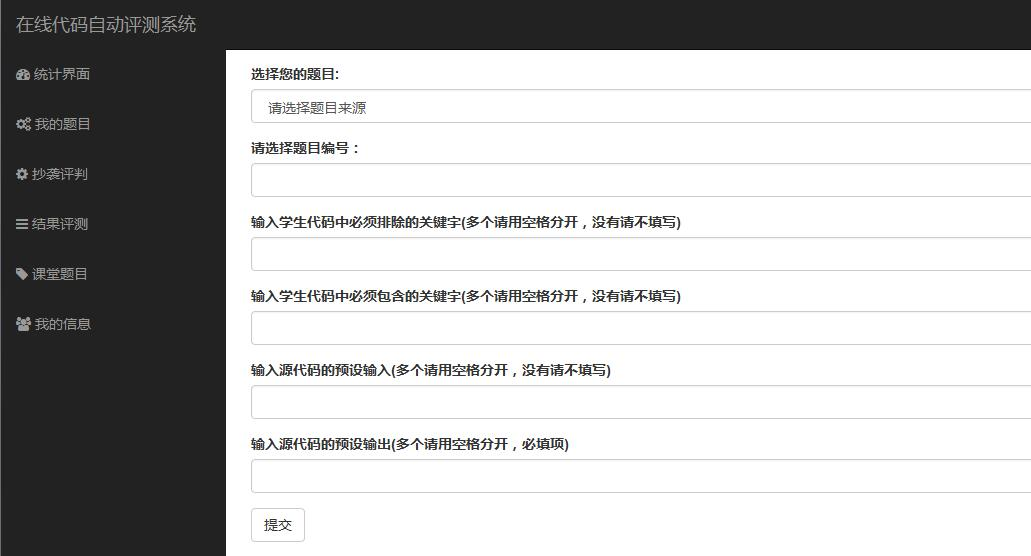 在线代码自动评测系统
统计界面
我的题目
抄袭评判
结果评测
课堂题目
我的信息
选择您的题目:
请选择题目来源
请选择题目编号：
输入学生代码中必须排除的关键字(多个请用空格分开，没有请不填写)
输入学生代码中必须包含的关键字(多个请用空格分开，没有请不填写)
输入源代码的预设输入(多个请用空格分开，没有请不填写)
输入源代码的预设输出(多个请用空格分开，必填项)
提交